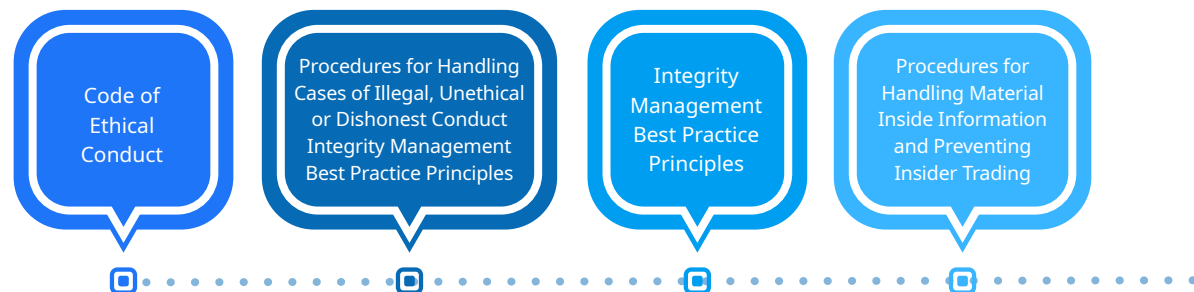 Code of
Ethical
Conduct
Procedures for Handling
Cases of Illegal, Unethical
or Dishonest Conduct
Integrity Management
Best Practice Principles
Integrity
Management
Best Practice
Principles
Procedures for
Handling Material
Inside Information
and Preventing
Insider Trading